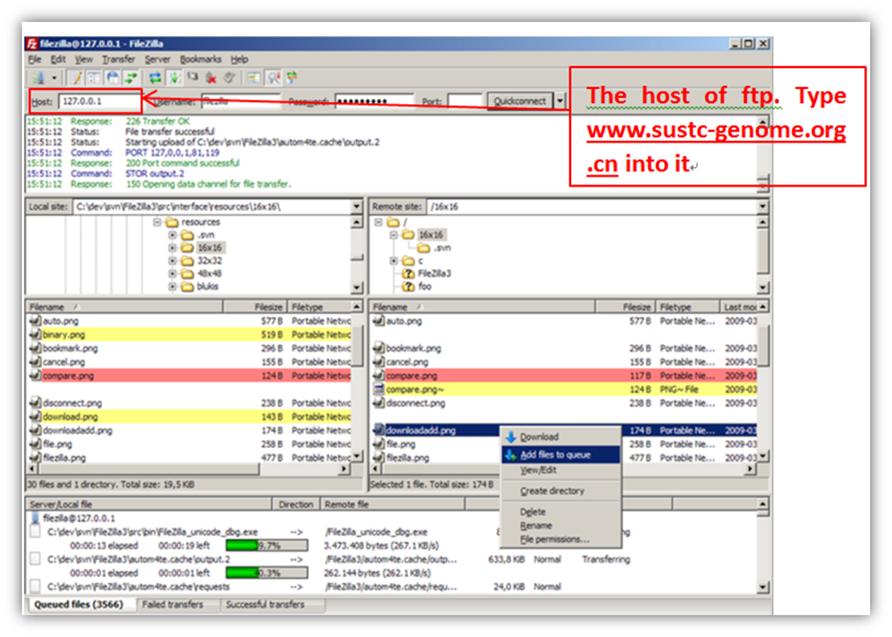 filezilla@127.0.0.1 - FileZilla
File Edit View Transfer Server Bookmarks Help
Host: 127.0.0.1 Username: filezilla Password: ●●●●●●●●● Port: Quickconnect
The host of ftp. Type
www.sustc-genome.org
.cn into it
15:51:12 Response: 226 Transfer OK
15:51:12 Status: File transfer successful
15:51:12 Status: Starting upload of C:\dev\svn\FileZilla3\autom4te.cache\output.2
15:51:12 Command: PORT 127,0,0,1,81,119
15:51:12 Response: 200 Port command successful
15:51:12 Command: STOR output.2
15:51:12 Response: 150 Opening data channel for file transfer.
Local site: C:\dev\svn\FileZilla3\src\interface\resources\16x16\
resources
.svn
16x16
32x32
48x48
blukis
Remote site: /16x16
/
16x16
.svn
c
FileZilla3
foo
Filename Filesize Filetype
auto.png 577 B Portable Netwo
binary.png 519 B Portable Netwo
bookmark.png 296 B Portable Netwo
cancel.png 155 B Portable Netwo
compare.png 124 B Portable Netwo
disconnect.png 238 B Portable Netwo
download.png 143 B Portable Netwo
downloadadd.png 174 B Portable Netwo
file.png 258 B Portable Netwo
filezilla.png 477 B Portable Netwo
30 files and 1 directory. Total size: 19,5 KiB
Filename Filesize Filetype Last mo
auto.png 577 B Portable Ne... 2009-03
bookmark.png 296 B Portable Ne... 2009-03
cancel.png 155 B Portable Ne... 2009-03
compare.png 117 B Portable Ne... 2009-03
compare.png~ 124 B PNG~ File 2009-03
disconnect.png 238 B Portable Ne... 2009-03
downloadadd.png 174 B Portable Ne... 2009-03
file.png 258 B Portable Ne... 2009-03
filezilla.png 477 B Portable Ne... 2009-03
Selected 1 file. Total size: 174 B
Download
Add files to queue
View/Edit
Create directory
Delete
Rename
File permissions...
Server/Local file Direction Remote file
filezilla@127.0.0.1
C:\dev\svn\FileZilla3\src\bin\FileZilla_unicode_dbg.exe --> /FileZilla_unicode_dbg.exe
00:00:13 elapsed 00:00:19 left 9.7% 3.473.408 bytes (267.1 KB/s)
C:\dev\svn\FileZilla3\autom4te.cache\output.2 --> /FileZilla3/autom4te.cache/outp... 633,8 KiB Normal Transferring
00:00:01 elapsed 00:00:01 left 0.3% 262.144 bytes (262.1 KB/s)
C:\dev\svn\FileZilla3\autom4te.cache\requests --> /FileZilla3/autom4te.cache/requ... 24,0 KiB Normal
Queued files (3566) Failed transfers Successful transfers